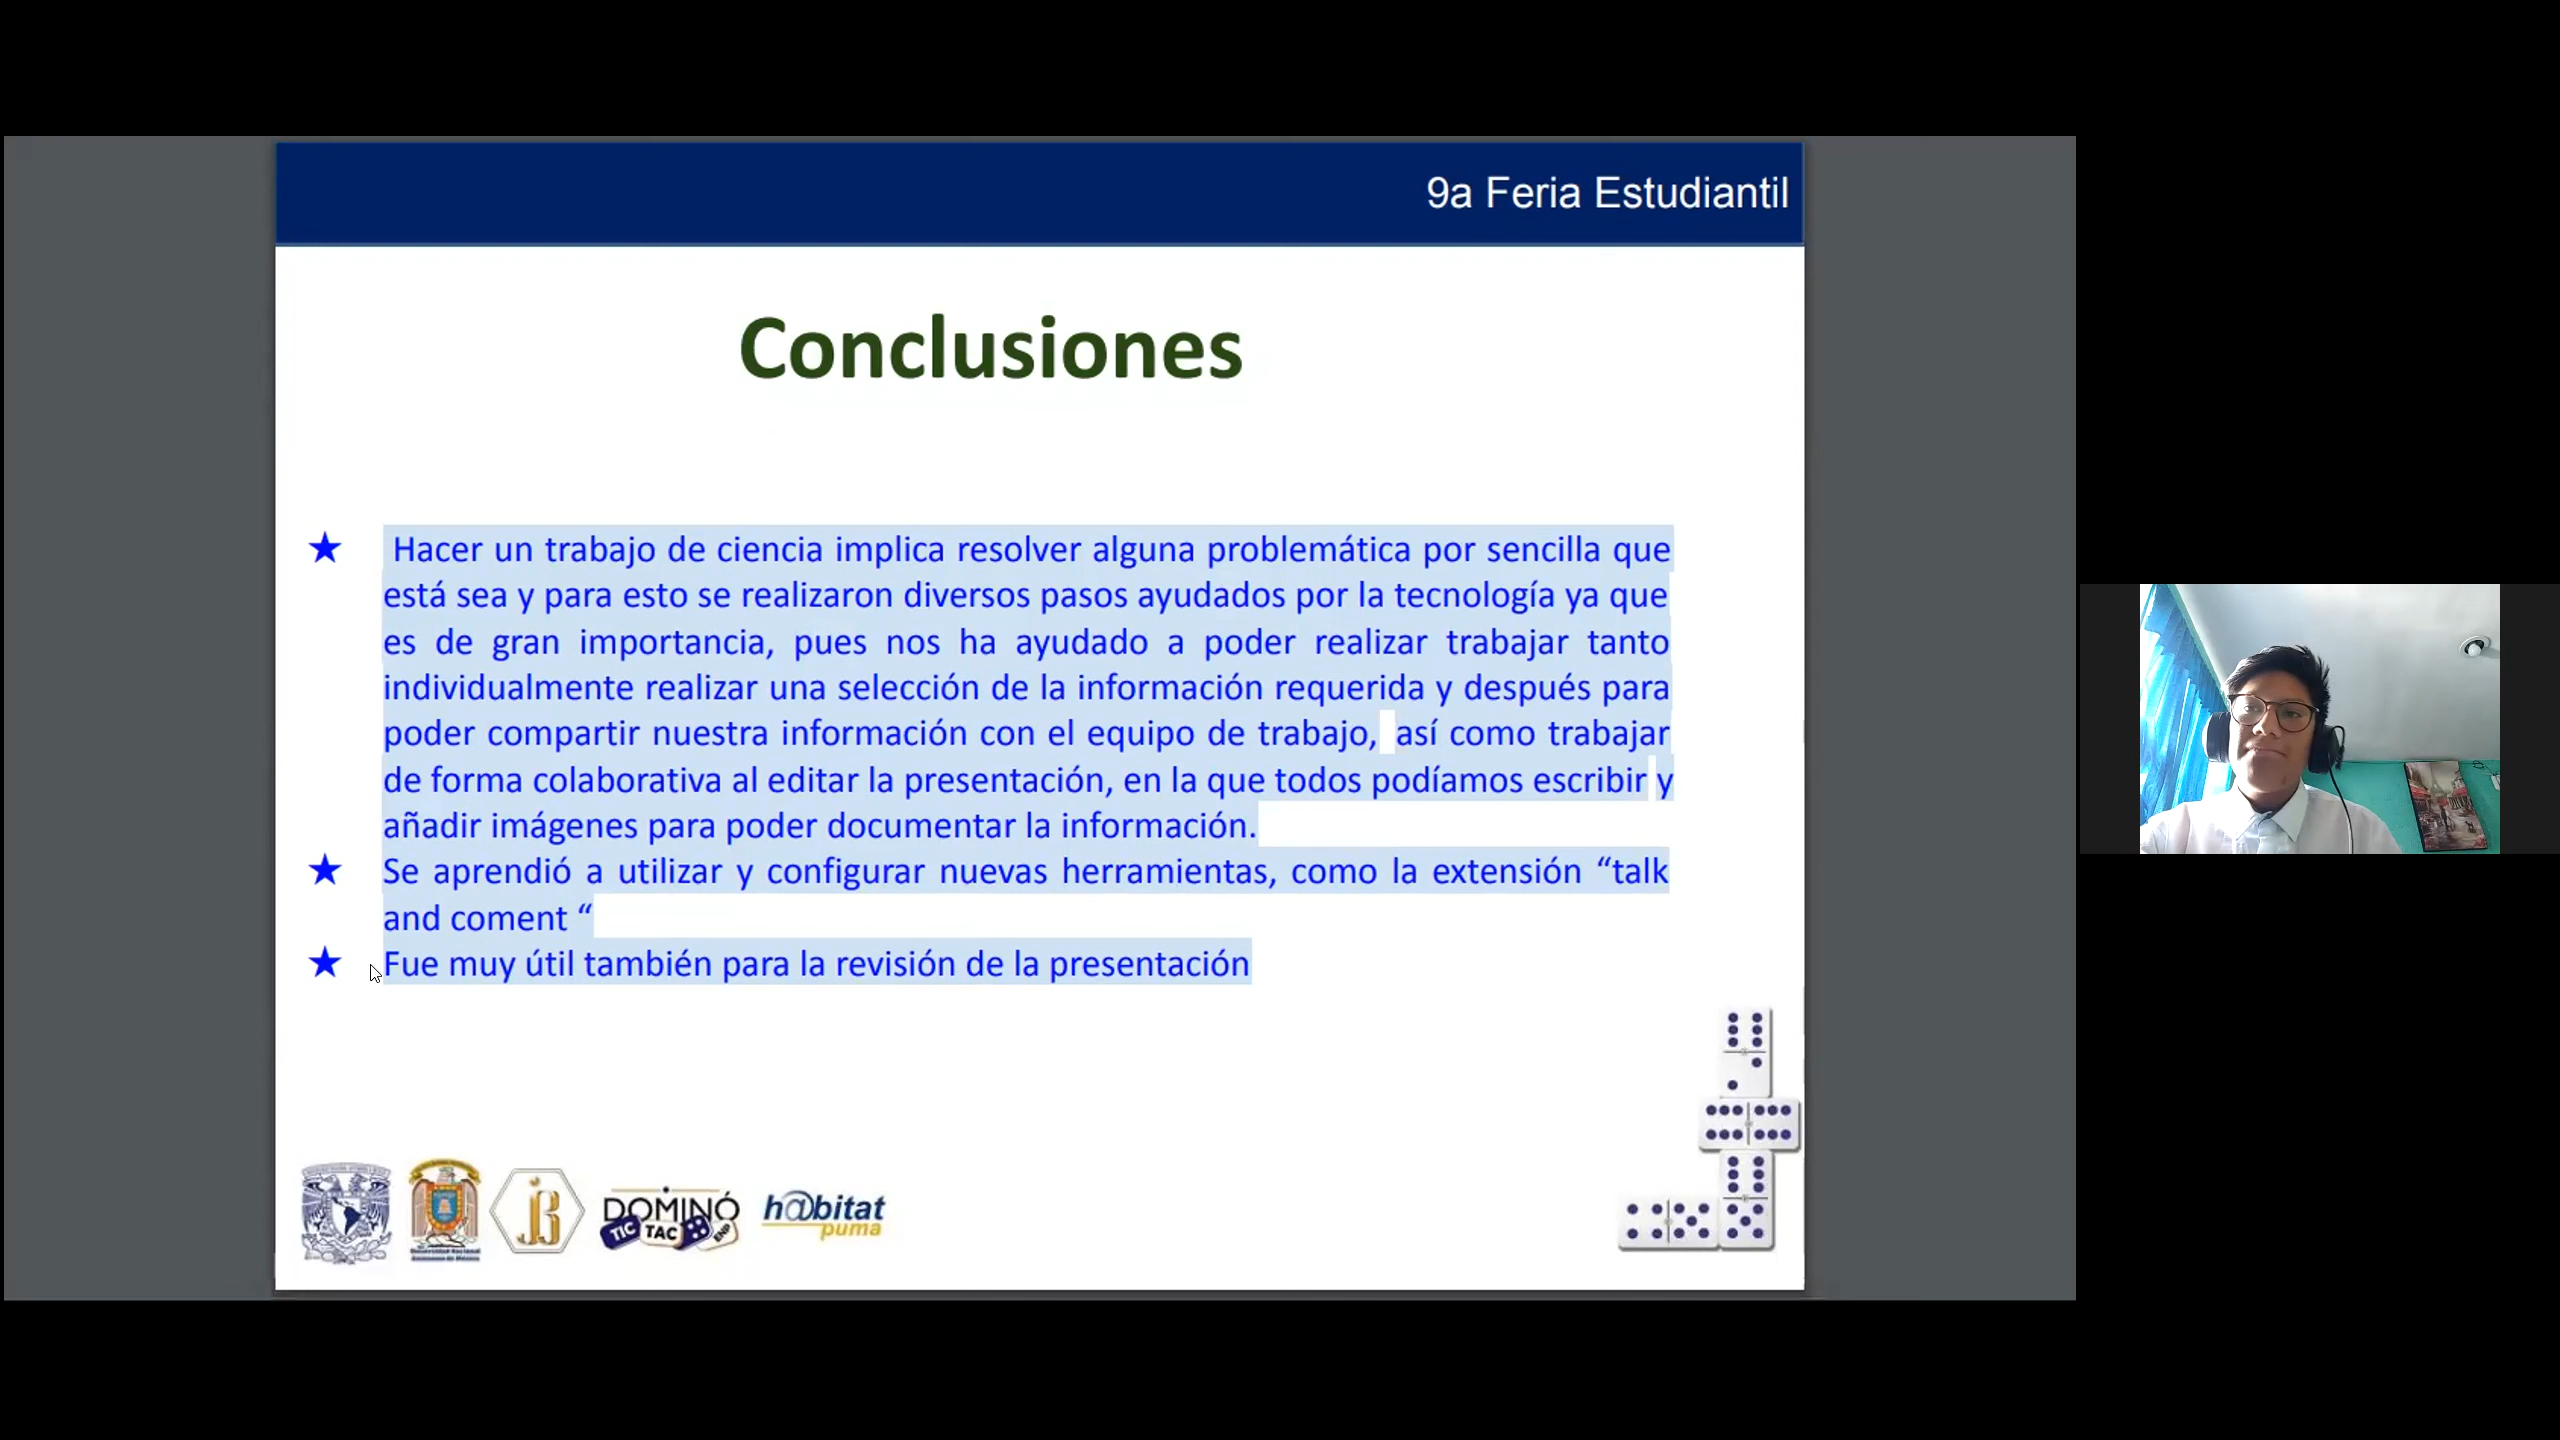 9a Feria Estudiantil
Conclusiones
★ Hacer un trabajo de ciencia implica resolver alguna problemática por sencilla que
está sea y para esto se realizaron diversos pasos ayudados por la tecnología ya que
es de gran importancia, pues nos ha ayudado a poder realizar trabajar tanto
individualmente realizar una selección de la información requerida y después para
poder compartir nuestra información con el equipo de trabajo, así como trabajar
de forma colaborativa al editar la presentación, en la que todos podíamos escribir y
añadir imágenes para poder documentar la información.
★ Se aprendió a utilizar y configurar nuevas herramientas, como la extensión “talk
and coment “
★ Fue muy útil también para la revisión de la presentación
DOMINÓ
TIC TAC ENP
h@bitat
puma